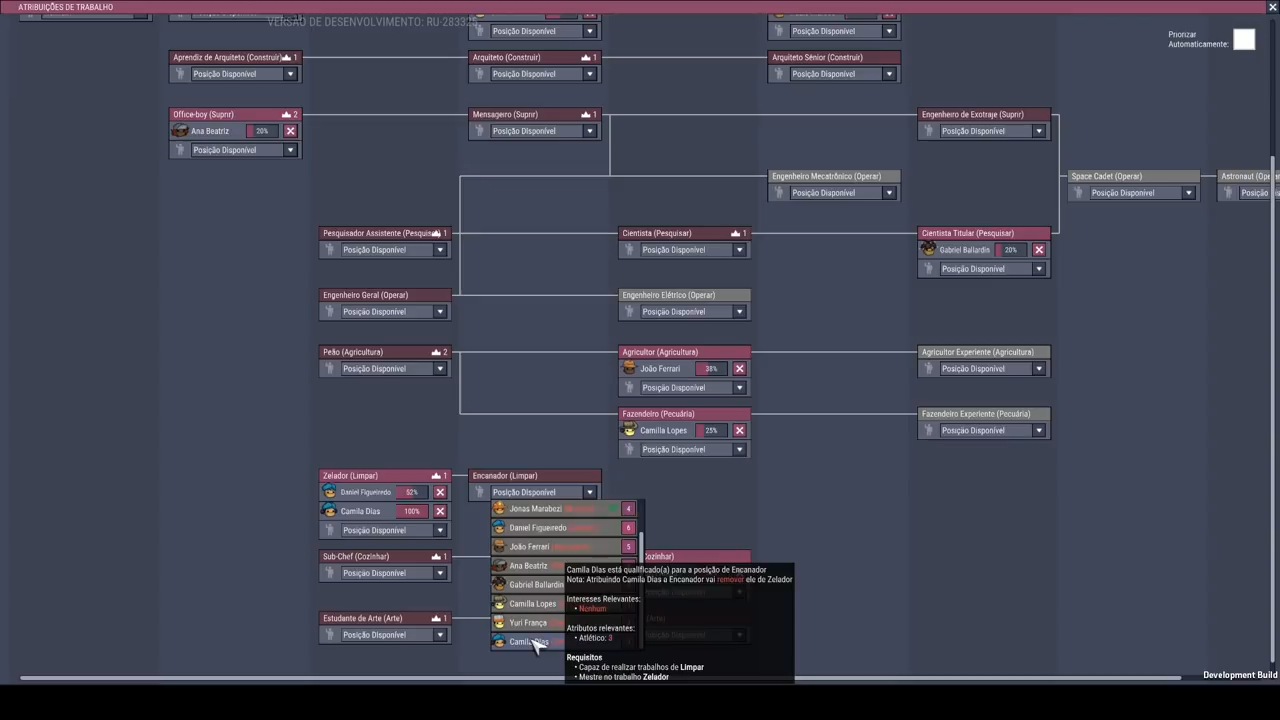 ATRIBUIÇÕES DE TRABALHO
VERSÃO DE DESENVOLVIMENTO: RU-283325
Posição Disponível
Posição Disponível
Priorizar
Automaticamente:
Aprendiz de Arquiteto (Construir) 1
Arquiteto (Construir) 1
Arquiteto Sênior (Construir)
Posição Disponível
Posição Disponível
Posição Disponível
Office-boy (Suprir) 2
Mensageiro (Suprir) 1
Engenheiro de Exotraje (Suprir)
Ana Beatriz 20%
Posição Disponível
Posição Disponível
Posição Disponível
Engenheiro Mecatrônico (Operar)
Space Cadet (Operar)
Astronaut
Posição Disponível
Posição Disponível
Pesquisador Assistente 1
Cientista (Pesquisar) 1
Cientista Titular (Pesquisar)
Posição Disponível
Posição Disponível
Gabriel Ballardin 20%
Posição Disponível
Engenheiro Geral (Operar)
Engenheiro Elétrico (Operar)
Posição Disponível
Posição Disponível
Peão (Agricultura) 2
Agricultor (Agricultura)
Agricultor Experiente (Agricultura)
Posição Disponível
João Ferrari 38%
Posição Disponível
Posição Disponível
Fazendeiro (Pecuária)
Fazendeiro Experiente (Pecuária)
Camilla Lopes 25%
Posição Disponível
Posição Disponível
Zelador (Limpar) 1
Encanador (Limpar)
Daniel Figueiredo 52%
Posição Disponível
Camila Dias 100%
Posição Disponível
Jonas Marabezi 4
Daniel Figueiredo 6
João Ferrari 5
Ana Beatriz
Gabriel Ballardin
Camilla Lopes
Yuri França
Camila Dias
Sub-Chef (Cozinhar) 1
Cozinhar)
Posição Disponível
Estudante de Arte (Arte) 1
Posição Disponível
Camila Dias está qualificado(a) para a posição de Encanador
Nota: Atribuindo Camila Dias a Encanador vai remover ele de Zelador
Interesses Relevantes:
• Nenhum
Atributos relevantes:
• Atlético: 3
Requisitos
• Capaz de realizar trabalhos de Limpar
• Mestre no trabalho Zelador
Development Build